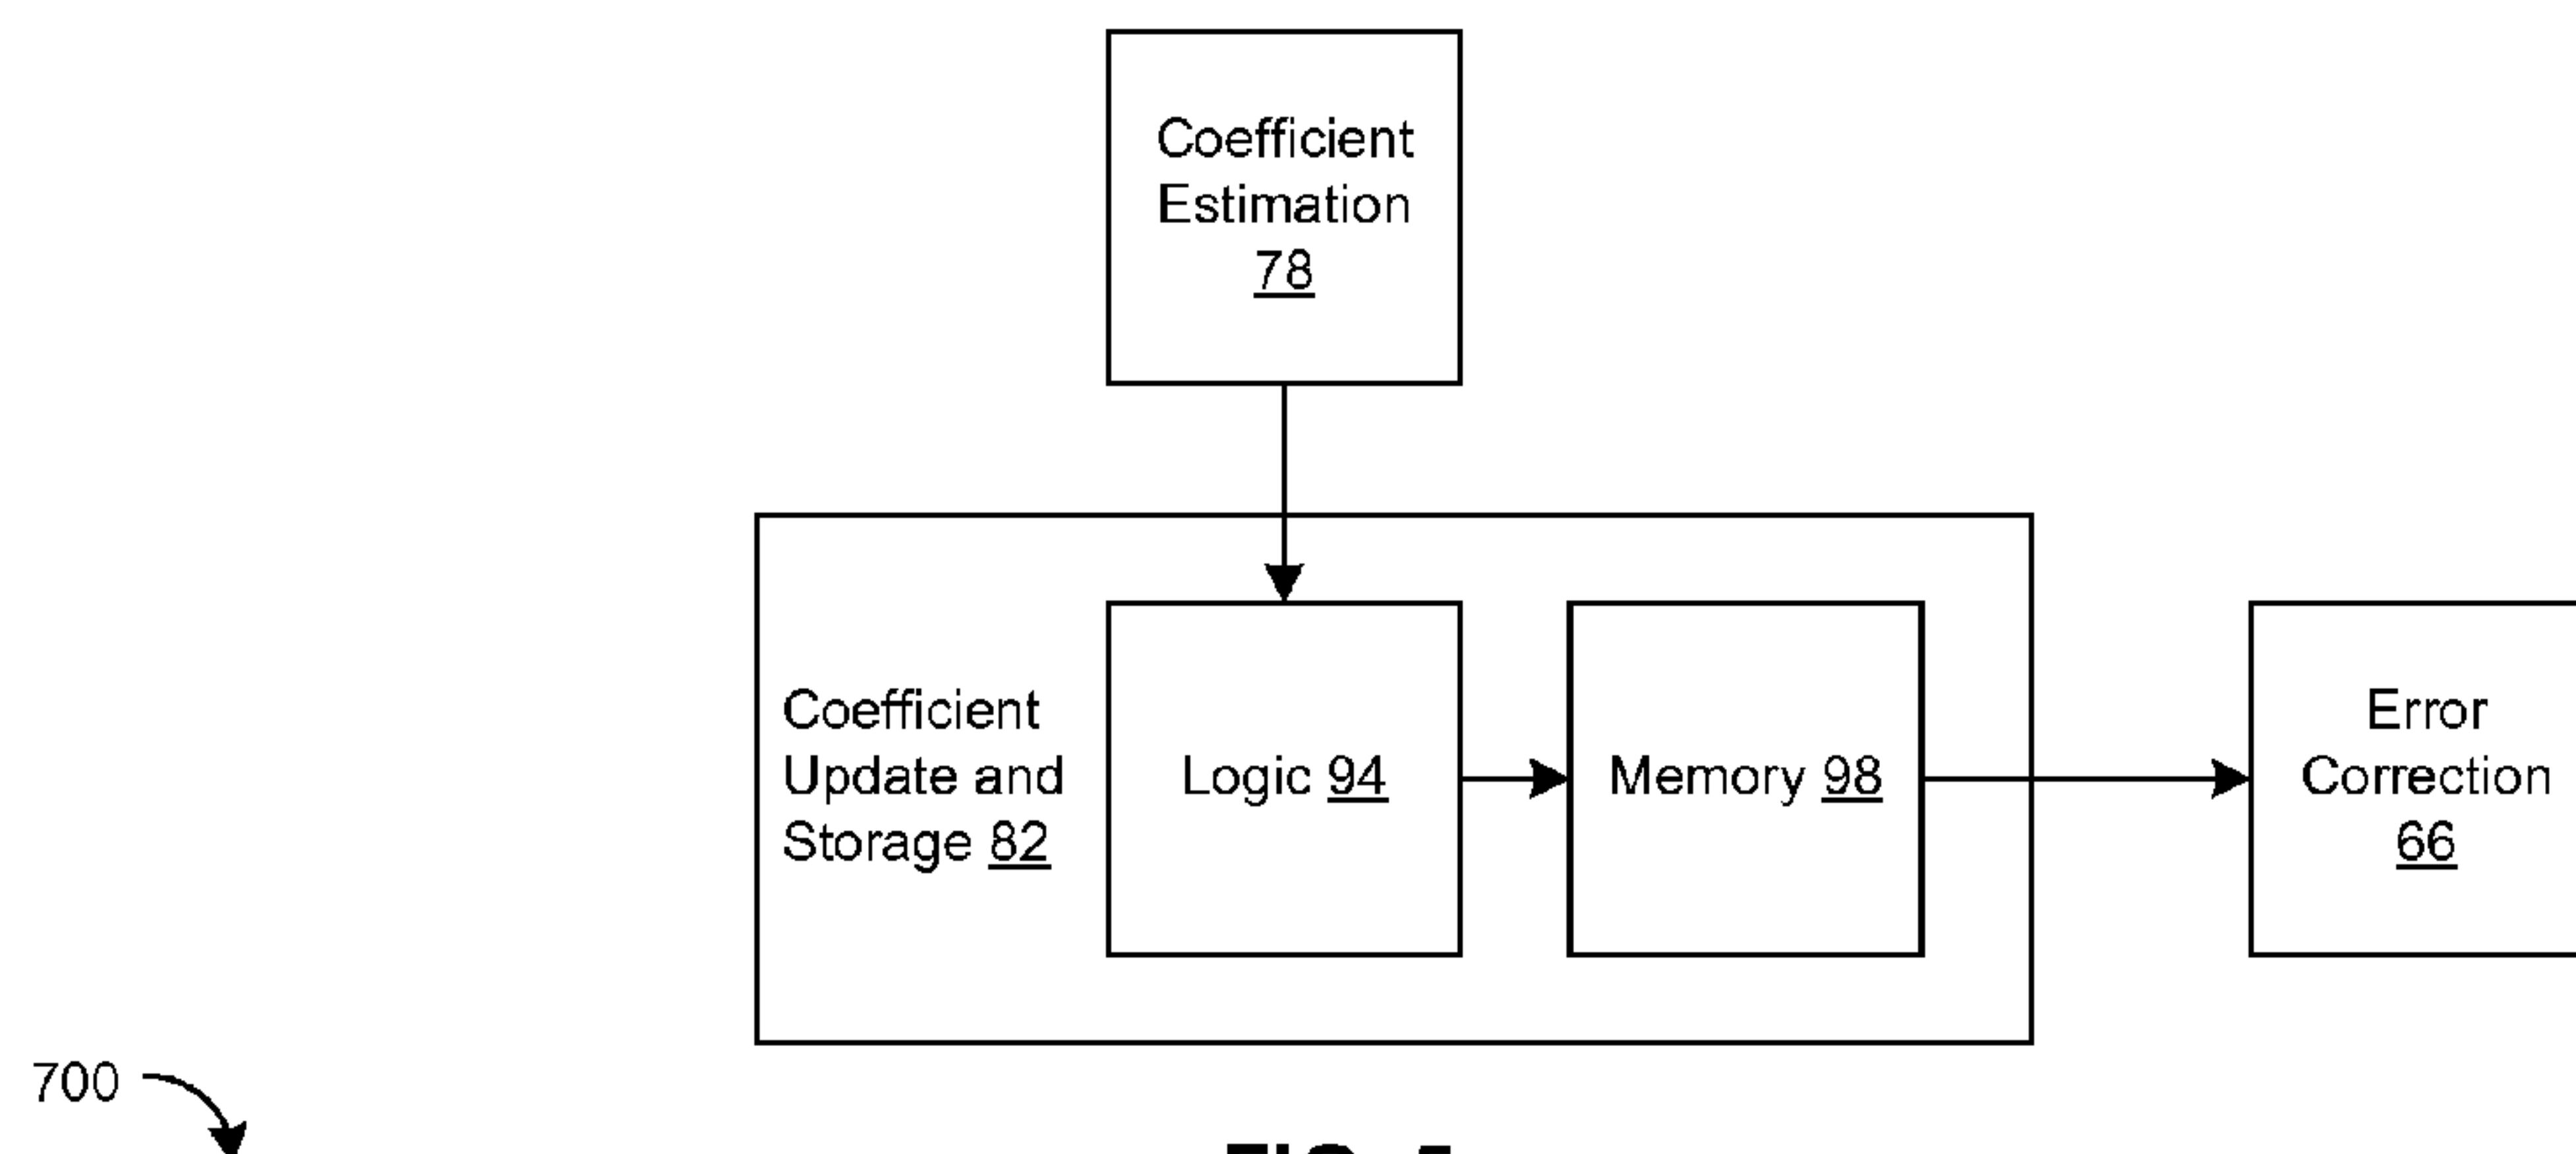 Coefficient
Estimation
78
Coefficient
Update and
Storage 82
Logic 94
Memory 98
Error
Correction
66
700